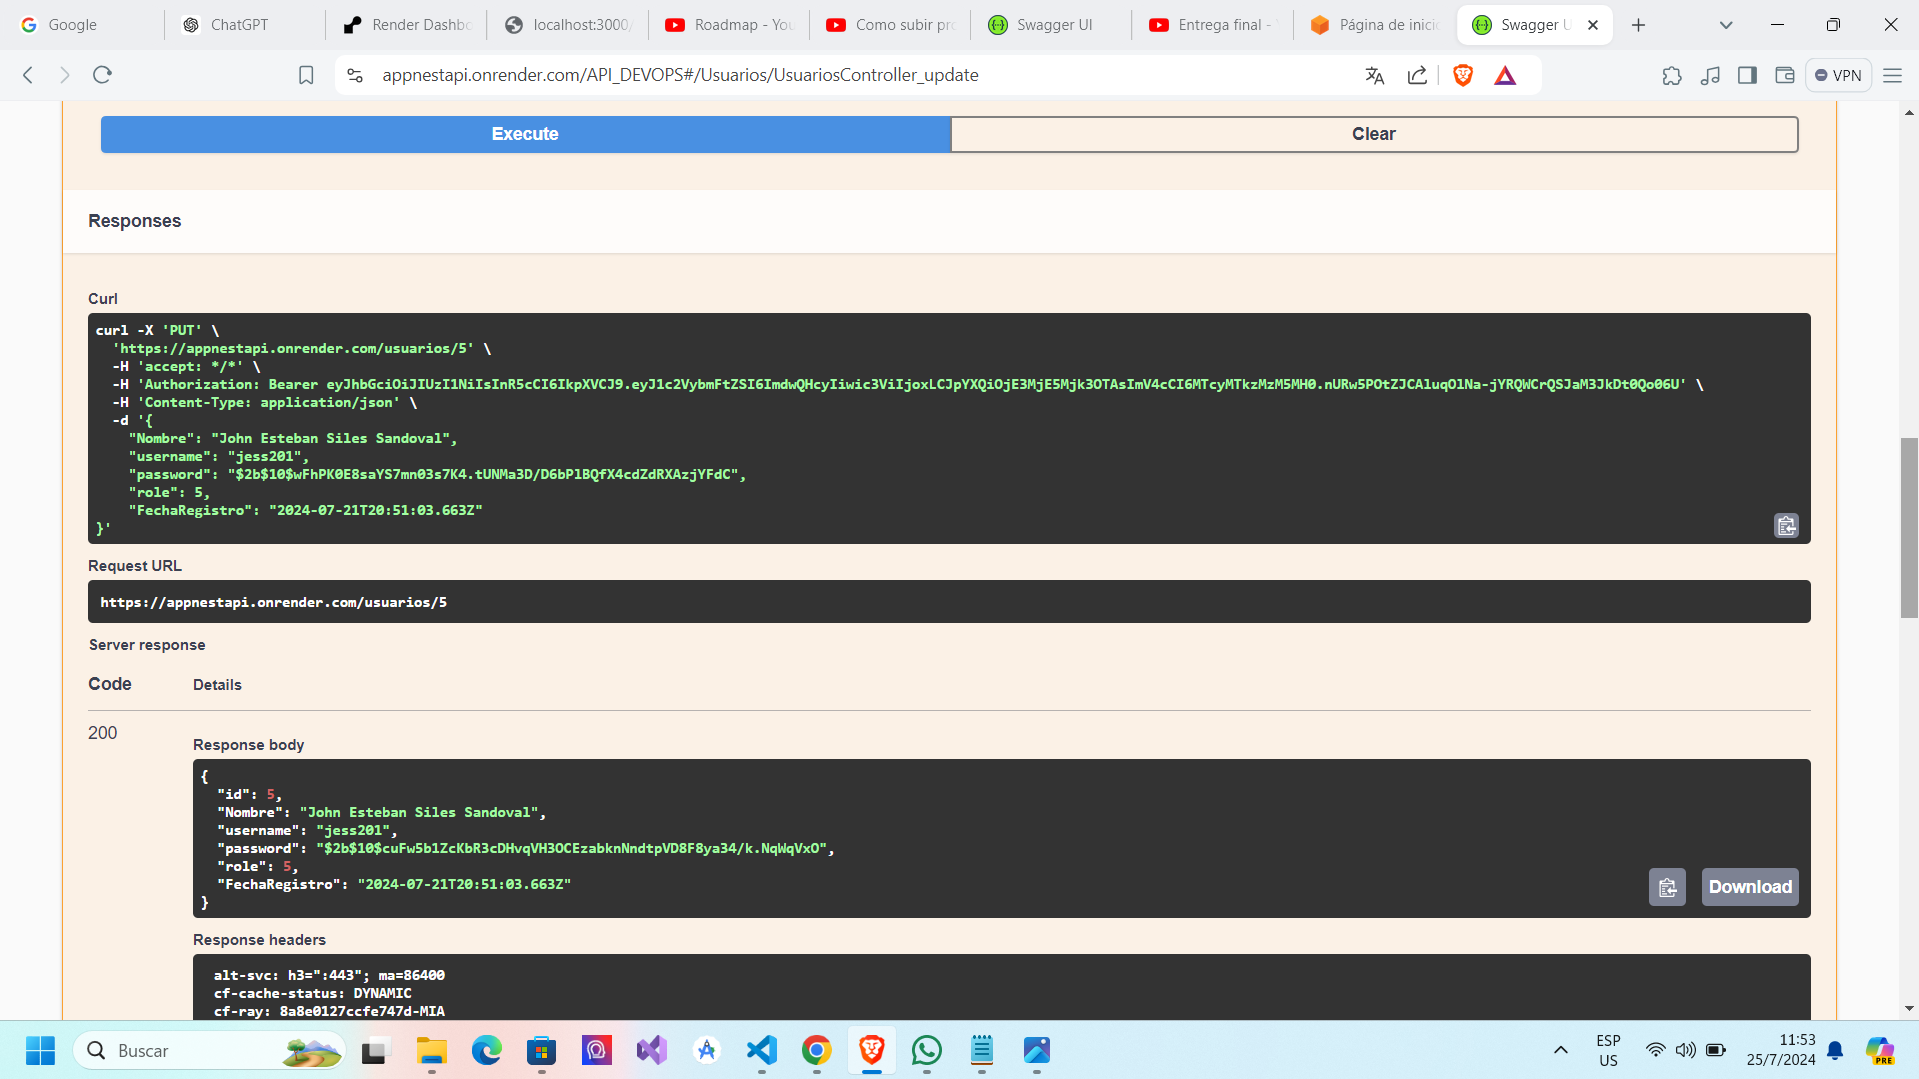 Google
ChatGPT
Render Dashbo
localhost:3000/
Roadmap - You
Como subir pro
Swagger UI
Entrega final -
Página de inici
Swagger U
appnestapi.onrender.com/API_DEVOPS#/Usuarios/UsuariosController_update
VPN
Execute
Clear
Responses
Curl
curl -X 'PUT' \
'https://appnestapi.onrender.com/usuarios/5' \
-H 'accept: */*' \
-H 'Authorization: Bearer eyJhbGciOiJIUzI1NiIsInR5cCI6IkpXVCJ9.eyJ1c2VybmFtZSI6ImdwQHcyIiwic3ViIjoxLCJpYXQiOjE3MjE5Mjk3OTAsImV4cCI6MTcyMTkzMzM5MH0.nURw5POtZJCAluqOlNa-jYRQWCrQSJaM3JkDt0Qo06U' \
-H 'Content-Type: application/json' \
-d '{
"Nombre": "John Esteban Siles Sandoval",
"username": "jess201",
"password": "$2b$10$wFhPK0E8saYS7mn03s7K4.tUNMa3D/D6bPlBQfX4cdZdRXAzjYFdC",
"role": 5,
"FechaRegistro": "2024-07-21T20:51:03.663Z"
}'
Request URL
https://appnestapi.onrender.com/usuarios/5
Server response
Code
Details
200
Response body
{
"id": 5,
"Nombre": "John Esteban Siles Sandoval",
"username": "jess201",
"password": "$2b$10$cuFw5b1ZcKbR3cDHvqVH3OCEzabknNndtpVD8F8ya34/k.NqWqVxO",
"role": 5,
"FechaRegistro": "2024-07-21T20:51:03.663Z"
}
Download
Response headers
alt-svc: h3=":443"; ma=86400
cf-cache-status: DYNAMIC
cf-ray: 8a8e0127ccfe747d-MIA
Buscar
ESP
US
11:53
25/7/2024
PRE